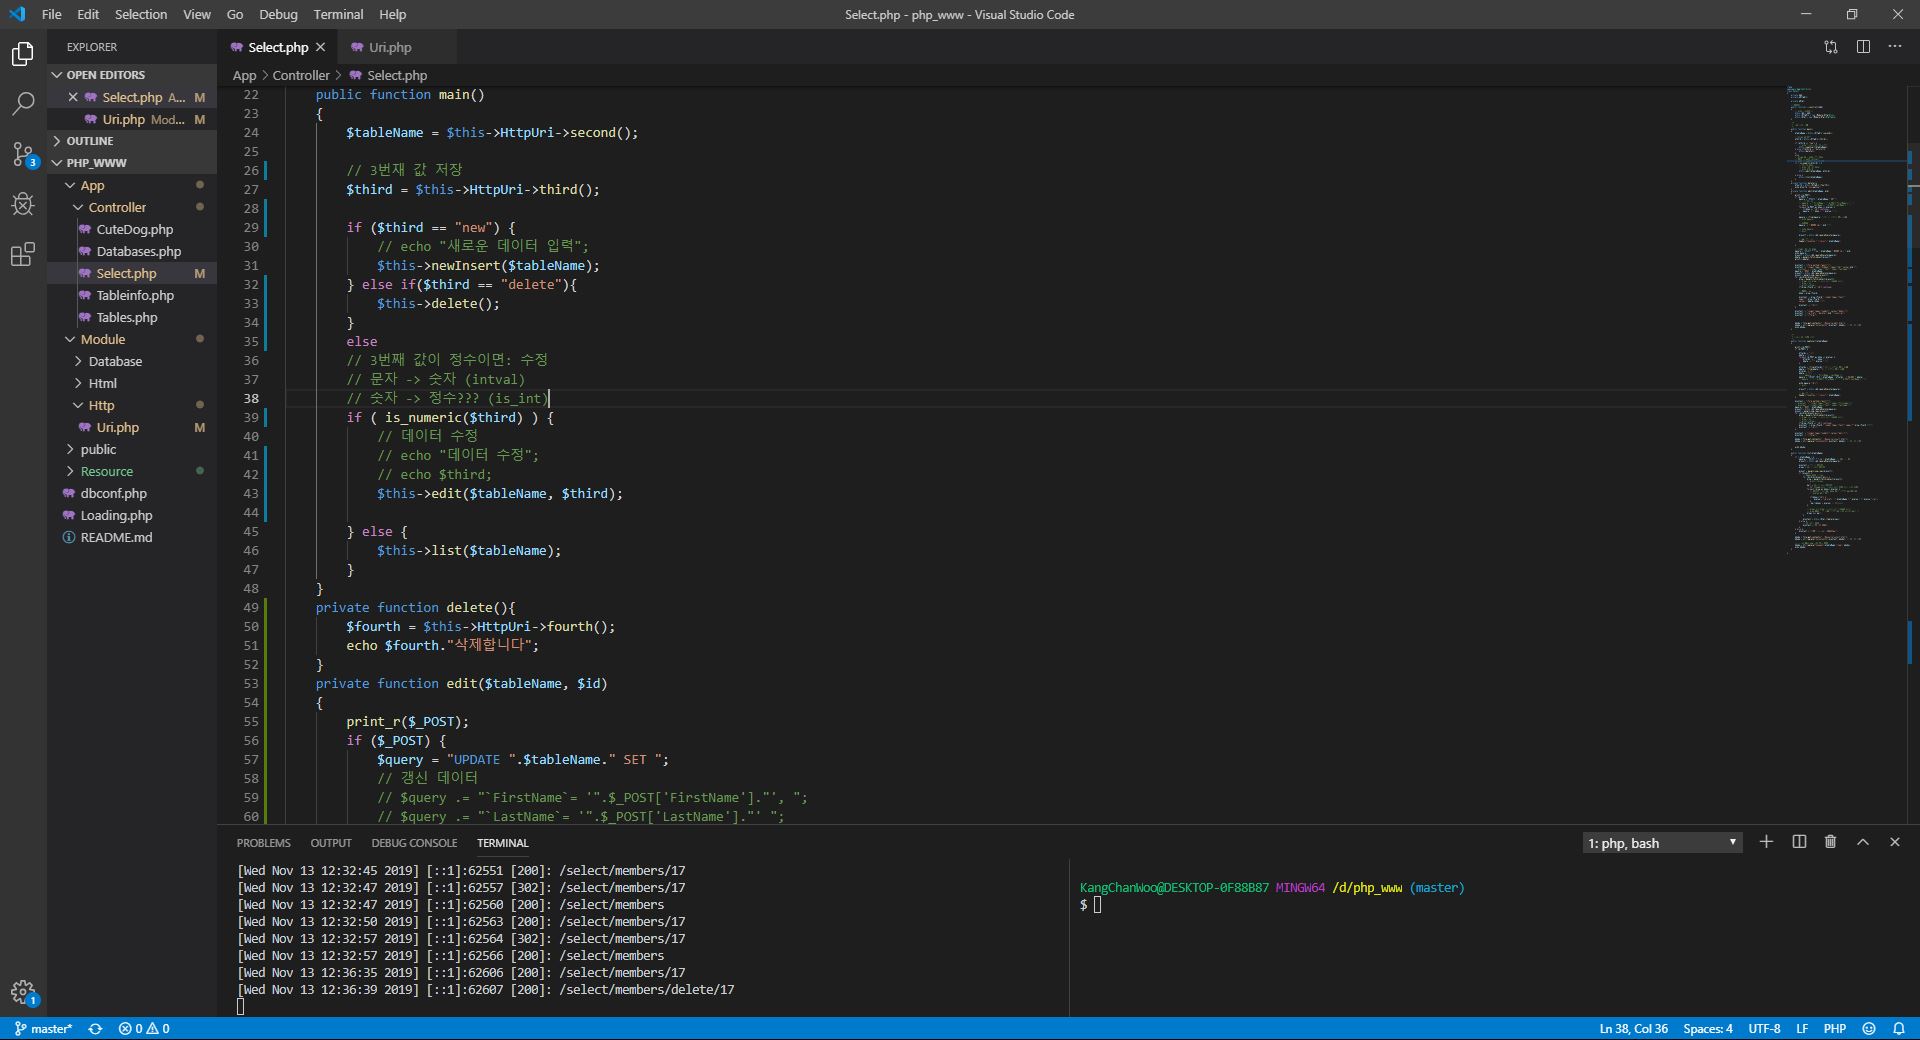 File Edit Selection View Go Debug Terminal Help
Select.php - php_www - Visual Studio Code
EXPLORER
OPEN EDITORS
Select.php A... M
Uri.php Mod... M
OUTLINE
PHP_WWW
App
Controller
CuteDog.php
Databases.php
Select.php M
Tableinfo.php
Tables.php
Module
Database
Html
Http
Uri.php M
public
Resource
dbconf.php
Loading.php
README.md
3
1
Select.php
Uri.php
App > Controller > Select.php
22 public function main()
23 {
24 $tableName = $this->HttpUri->second();
25
26 // 3번재 값 저장
27 $third = $this->HttpUri->third();
28
29 if ($third == "new") {
30 // echo "새로운 데이터 입력";
31 $this->newInsert($tableName);
32 } else if($third == "delete"){
33 $this->delete();
34 }
35 else
36 // 3번째 값이 정수이면: 수정
37 // 문자 -> 숫자 (intval)
38 // 숫자 -> 정수??? (is_int)
39 if ( is_numeric($third) ) {
40 // 데이터 수정
41 // echo "데이터 수정";
42 // echo $third;
43 $this->edit($tableName, $third);
44
45 } else {
46 $this->list($tableName);
47 }
48 }
49 private function delete(){
50 $fourth = $this->HttpUri->fourth();
51 echo $fourth."삭제합니다";
52 }
53 private function edit($tableName, $id)
54 {
55 print_r($_POST);
56 if ($_POST) {
57 $query = "UPDATE ".$tableName." SET ";
58 // 갱신 데이터
59 // $query .= "`FirstName`= '".$_POST['FirstName']."', ";
60 // $query .= "`LastName`= '".$_POST['LastName']."' ";
PROBLEMS OUTPUT DEBUG CONSOLE TERMINAL
1: php, bash
[Wed Nov 13 12:32:45 2019] [::1]:62551 [200]: /select/members/17
[Wed Nov 13 12:32:47 2019] [::1]:62557 [302]: /select/members/17
[Wed Nov 13 12:32:47 2019] [::1]:62560 [200]: /select/members
[Wed Nov 13 12:32:50 2019] [::1]:62563 [200]: /select/members/17
[Wed Nov 13 12:32:57 2019] [::1]:62564 [302]: /select/members/17
[Wed Nov 13 12:32:57 2019] [::1]:62566 [200]: /select/members
[Wed Nov 13 12:36:35 2019] [::1]:62606 [200]: /select/members/17
[Wed Nov 13 12:36:39 2019] [::1]:62607 [200]: /select/members/delete/17
KangChanWoo@DESKTOP-0F88B87 MINGW64 /d/php_www (master)
$
master* 0 0
Ln 38, Col 36 Spaces: 4 UTF-8 LF PHP